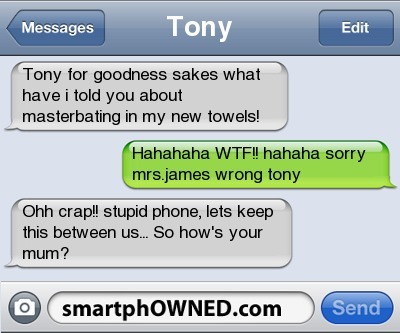 Messages Tony Edit
Tony for goodness sakes what
have i told you about
masterbating in my new towels!
Hahahaha WTF!! hahaha sorry
mrs.james wrong tony
Ohh crap!! stupid phone, lets keep
this between us... So how's your
mum?
smartphOWNED.com Send